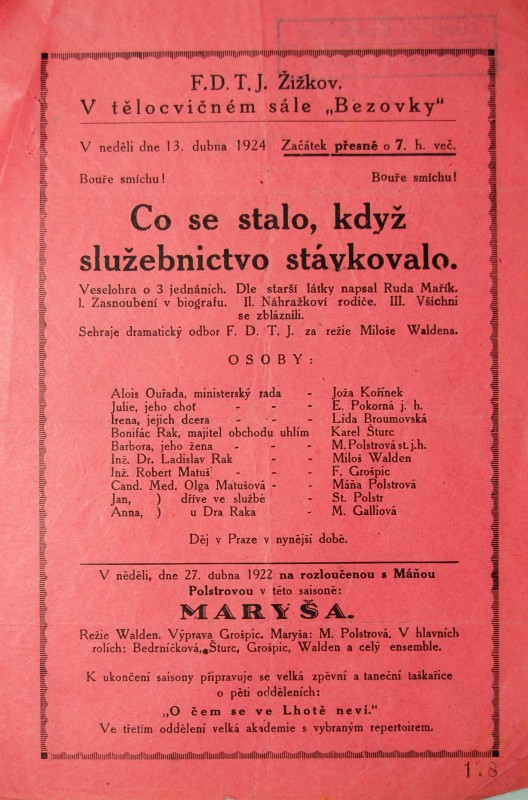 F. D. T. J. Žižkov.
V tělocvičném sále „Bezovky“
V neděli dne 13. dubna 1924 Začátek přesně o 7. h. več.
Bouře smíchu! Bouře smíchu!
Co se stalo, když
služebnictvo stávkovalo.
Veselohra o 3 jednáních. Dle starší látky napsal Ruda Mařík.
I. Zasnoubení v biografu. II. Náhražkoví rodiče. III. Všichni
se zbláznili.
Sehraje dramatický odbor F. D. T. J. za režie Miloše Waldena.
OSOBY:
Alois Ouřada, ministerský rada - Joža Kořínek
Julie, jeho choť - - - E. Pokorná j. h.
Irena, jejich dcera - - - Lída Broumovská
Bonifác Rak, majitel obchodu uhlím Karel Šturc
Barbora, jeho žena - - - M. Polstrová st. j. h.
Inž. Dr. Ladislav Rak - - Miloš Walden
Inž. Robert Matuš - - - F. Grošpic
Cand. Med. Olga Matušová - - Máňa Polstrová
Jan, ) dříve ve službě - St. Polstr
Anna, ) u Dra Raka - M. Galliová
Děj v Praze v nynější době.
V neděli, dne 27. dubna 1922 na rozloučenou s Máňou
Polstrovou v této saisoně:
MARYŠA.
Režie Walden. Výprava Grošpic. Maryša: M. Polstrová, V hlavních
rolích: Bedrníčková, Šturc, Grošpic, Walden a celý ensemble.
K ukončení saisony připravuje se velká zpěvní a taneční taškařice
o pěti odděleních:
„O čem se ve Lhotě neví.“
Ve třetím oddělení velká akademie s vybraným repertoirem.